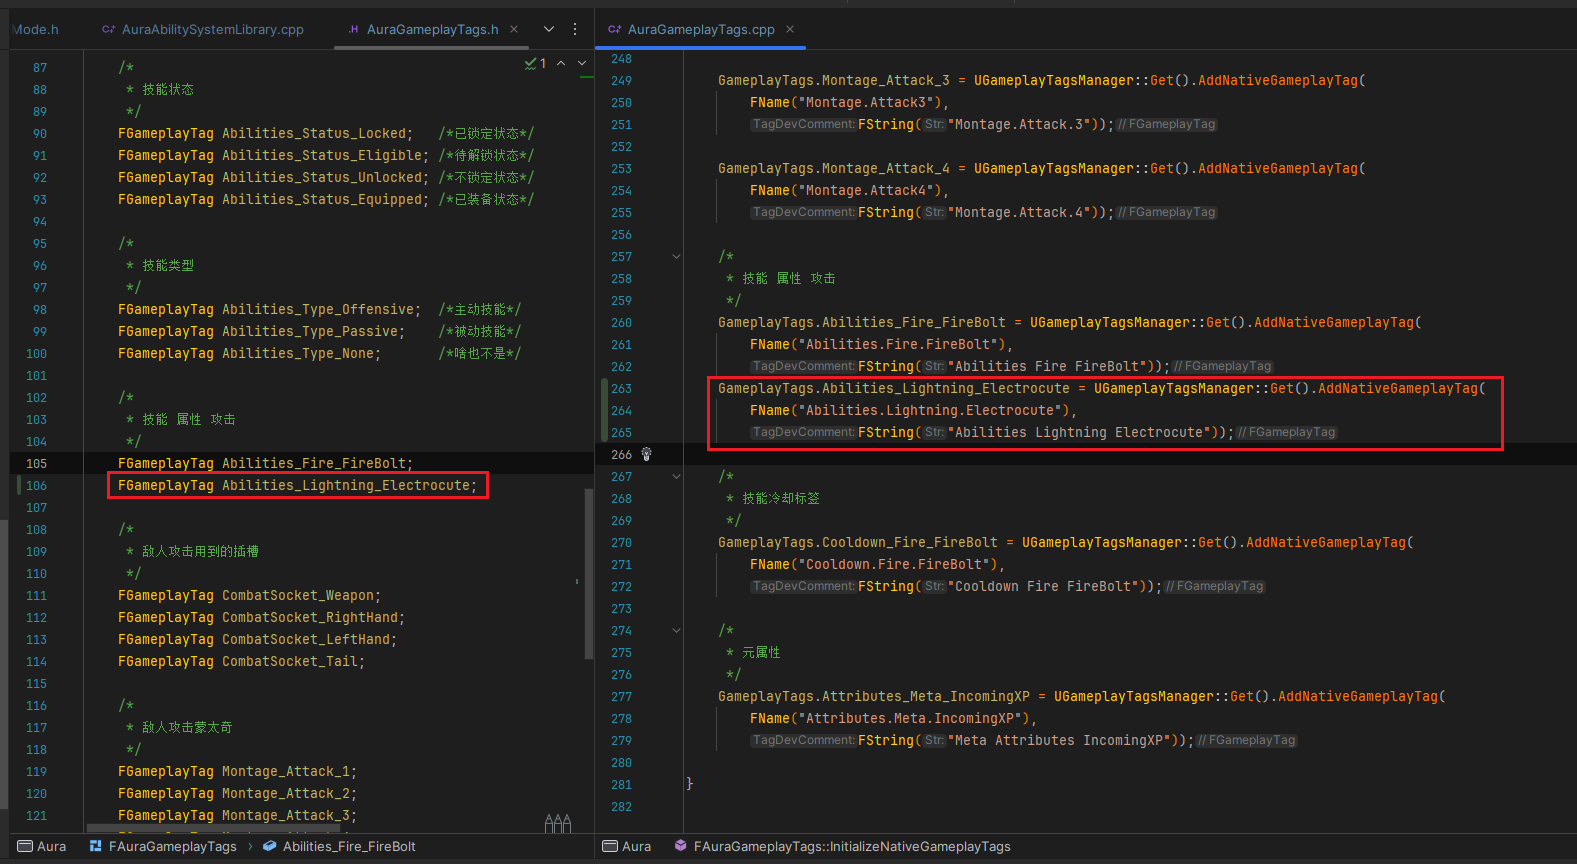 Mode.h
C++ AuraAbilitySystemLibrary.cpp
.H AuraGameplayTags.h
87 /*
88 * 技能状态
89 */
90 FGameplayTag Abilities_Status_Locked; /*已锁定状态*/
91 FGameplayTag Abilities_Status_Eligible; /*待解锁状态*/
92 FGameplayTag Abilities_Status_Unlocked; /*不锁定状态*/
93 FGameplayTag Abilities_Status_Equipped; /*已装备状态*/
94
95 /*
96 * 技能类型
97 */
98 FGameplayTag Abilities_Type_Offensive; /*主动技能*/
99 FGameplayTag Abilities_Type_Passive; /*被动技能*/
100 FGameplayTag Abilities_Type_None; /*啥也不是*/
101
102 /*
103 * 技能 属性 攻击
104 */
105 FGameplayTag Abilities_Fire_FireBolt;
106 FGameplayTag Abilities_Lightning_Electrocute;
107
108 /*
109 * 敌人攻击用到的插槽
110 */
111 FGameplayTag CombatSocket_Weapon;
112 FGameplayTag CombatSocket_RightHand;
113 FGameplayTag CombatSocket_LeftHand;
114 FGameplayTag CombatSocket_Tail;
115
116 /*
117 * 敌人攻击蒙太奇
118 */
119 FGameplayTag Montage_Attack_1;
120 FGameplayTag Montage_Attack_2;
121 FGameplayTag Montage_Attack_3;
1
Aura FAuraGameplayTags › Abilities_Fire_FireBolt
C++ AuraGameplayTags.cpp
248
249 GameplayTags.Montage_Attack_3 = UGameplayTagsManager::Get().AddNativeGameplayTag(
250 FName("Montage.Attack3"),
251 TagDevComment: FString( Str: "Montage.Attack.3")); // FGameplayTag
252
253 GameplayTags.Montage_Attack_4 = UGameplayTagsManager::Get().AddNativeGameplayTag(
254 FName("Montage.Attack4"),
255 TagDevComment: FString( Str: "Montage.Attack.4")); // FGameplayTag
256
257 /*
258 * 技能 属性 攻击
259 */
260 GameplayTags.Abilities_Fire_FireBolt = UGameplayTagsManager::Get().AddNativeGameplayTag(
261 FName("Abilities.Fire.FireBolt"),
262 TagDevComment: FString( Str: "Abilities Fire FireBolt")); // FGameplayTag
263 GameplayTags.Abilities_Lightning_Electrocute = UGameplayTagsManager::Get().AddNativeGameplayTag(
264 FName("Abilities.Lightning.Electrocute"),
265 TagDevComment: FString( Str: "Abilities Lightning Electrocute")); // FGameplayTag
266
267 /*
268 * 技能冷却标签
269 */
270 GameplayTags.Cooldown_Fire_FireBolt = UGameplayTagsManager::Get().AddNativeGameplayTag(
271 FName("Cooldown.Fire.FireBolt"),
272 TagDevComment: FString( Str: "Cooldown Fire FireBolt")); // FGameplayTag
273
274 /*
275 * 元属性
276 */
277 GameplayTags.Attributes_Meta_IncomingXP = UGameplayTagsManager::Get().AddNativeGameplayTag(
278 FName("Attributes.Meta.IncomingXP"),
279 TagDevComment: FString( Str: "Meta Attributes IncomingXP")); // FGameplayTag
280
281 }
282
Aura FAuraGameplayTags::InitializeNativeGameplayTags